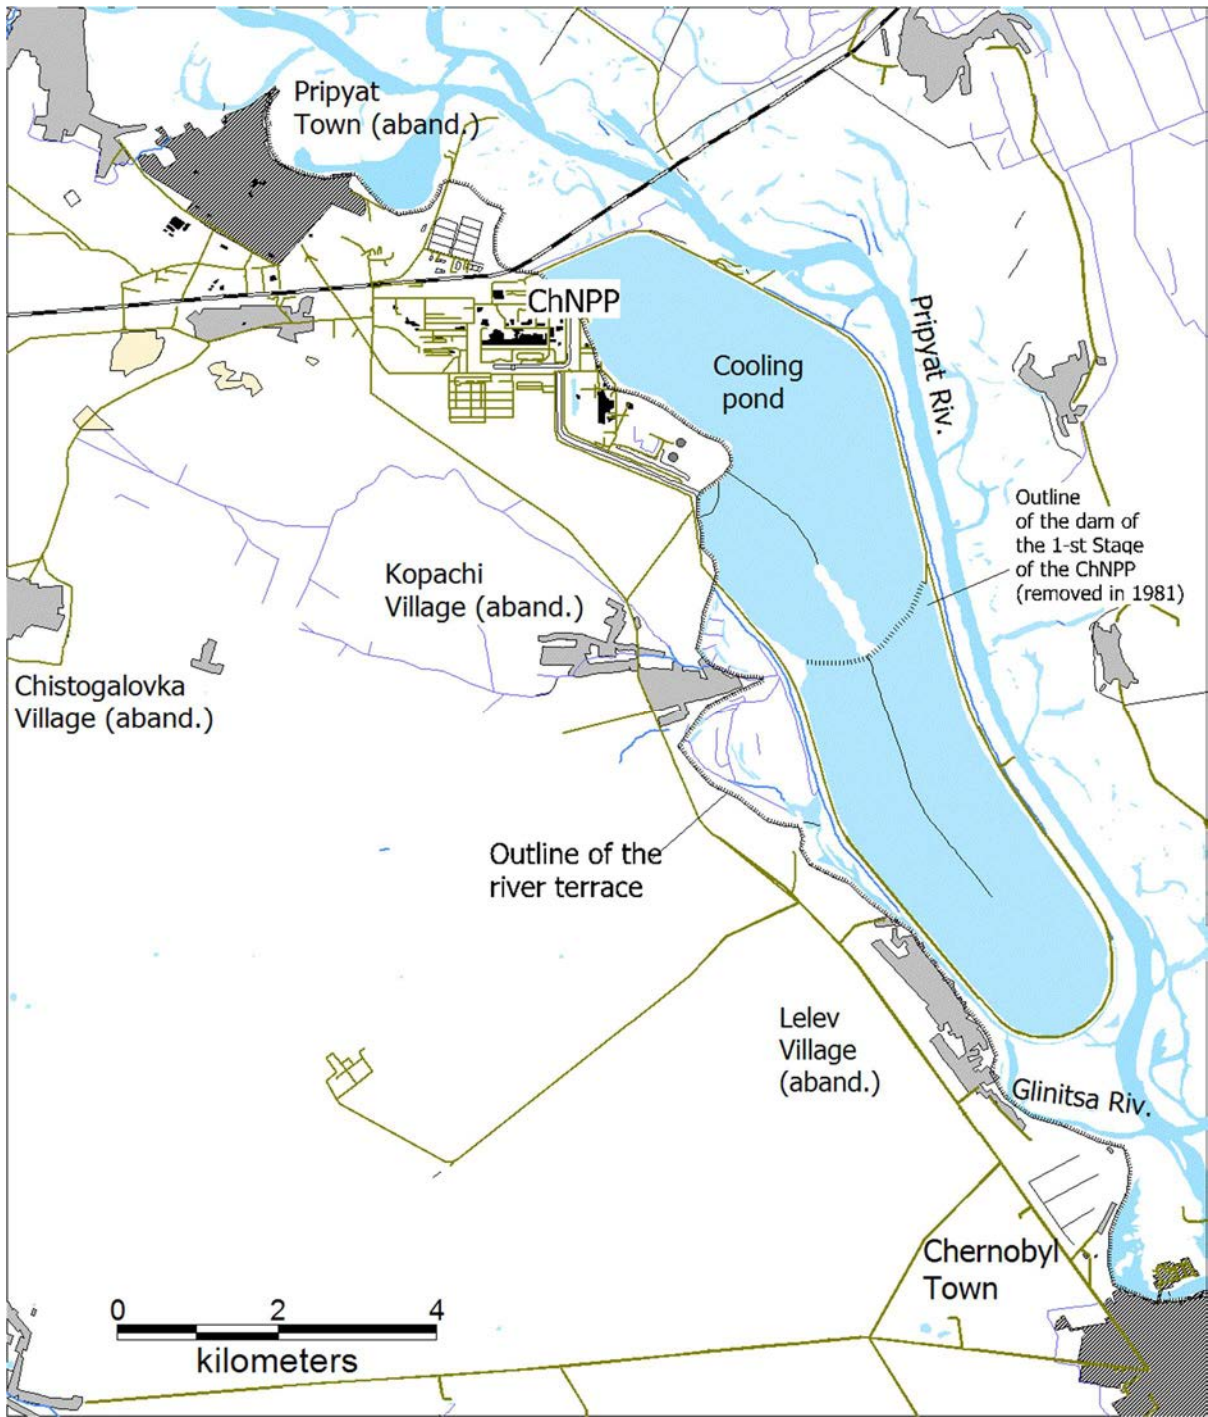 Pripyat
Town (aband.)
ChNPP
Cooling
pond
Pripyat Riv.
Outline
of the dam of
the 1-st Stage
of the ChNPP
(removed in 1981)
Kopachi
Village (aband.)
Chistogalovka
Village (aband.)
Outline of the
river terrace
Lelev
Village
(aband.)
Glinitsa Riv.
Chernobyl
Town
0 2 4
kilometers